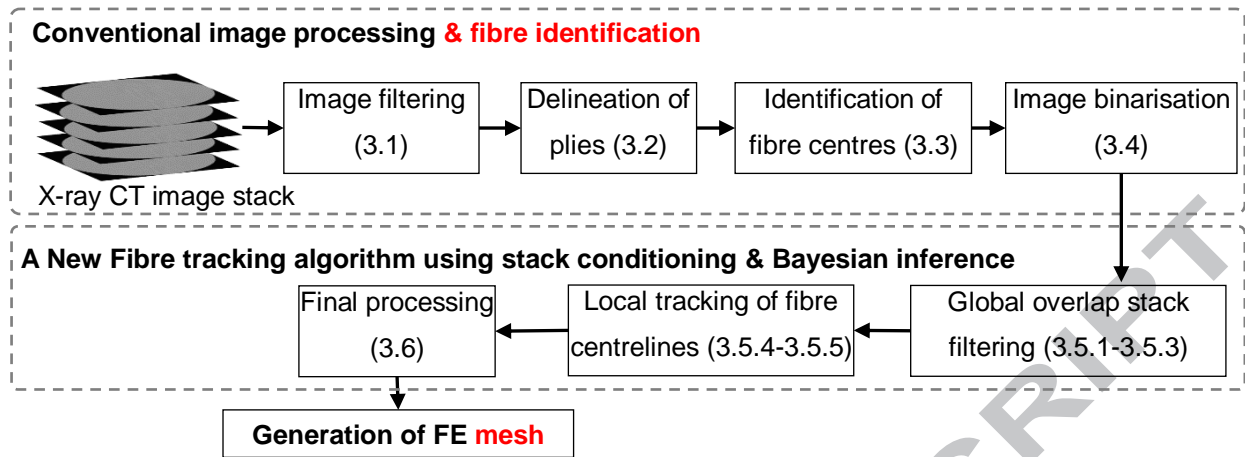 Conventional image processing & fibre identification
X-ray CT image stack
Image filtering
(3.1)
Delineation of
plies (3.2)
Identification of
fibre centres (3.3)
Image binarisation
(3.4)
A New Fibre tracking algorithm using stack conditioning & Bayesian inference
Global overlap stack
filtering (3.5.1-3.5.3)
Local tracking of fibre
centrelines (3.5.4-3.5.5)
Final processing
(3.6)
Generation of FE mesh
SCRIPT